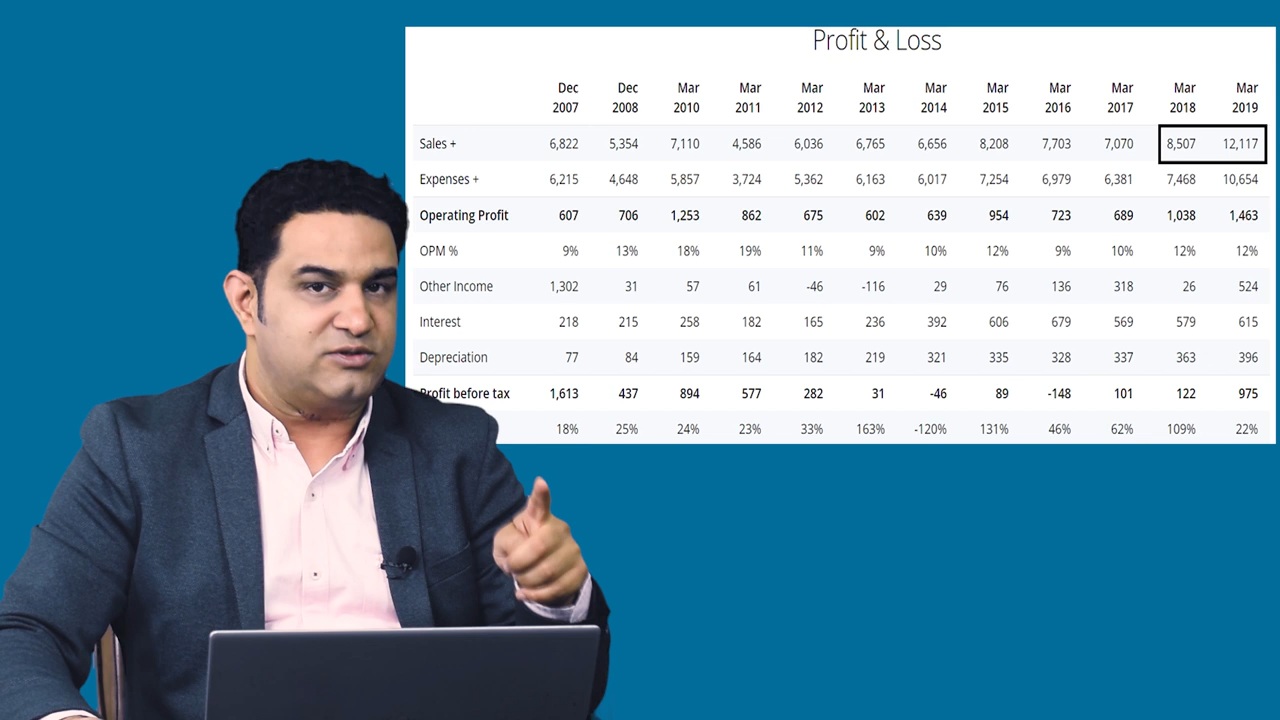 Profit & Loss
Dec Dec Mar Mar Mar Mar Mar Mar Mar Mar Mar Mar
2007 2008 2010 2011 2012 2013 2014 2015 2016 2017 2018 2019
Sales + 6,822 5,354 7,110 4,586 6,036 6,765 6,656 8,208 7,703 7,070 8,507 12,117
Expenses + 6,215 4,648 5,857 3,724 5,362 6,163 6,017 7,254 6,979 6,381 7,468 10,654
Operating Profit 607 706 1,253 862 675 602 639 954 723 689 1,038 1,463
OPM % 9% 13% 18% 19% 11% 9% 10% 12% 9% 10% 12% 12%
Other Income 1,302 31 57 61 -46 -116 29 76 136 318 26 524
Interest 218 215 258 182 165 236 392 606 679 569 579 615
Depreciation 77 84 159 164 182 219 321 335 328 337 363 396
Profit before tax 1,613 437 894 577 282 31 -46 89 -148 101 122 975
18% 25% 24% 23% 33% 163% -120% 131% 46% 62% 109% 22%